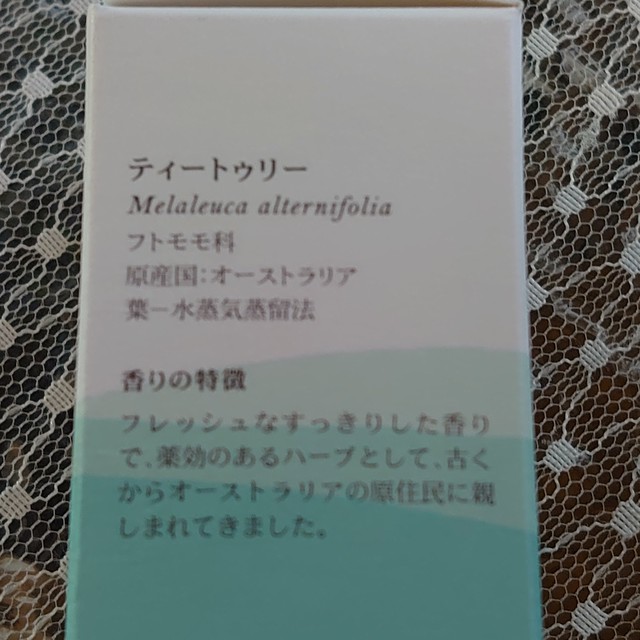 ティートゥリー
Melaleuca alternifolia
フトモモ科
原産国:オーストラリア
葉－水蒸気蒸留法
香りの特徴
フレッシュなすっきりした香り
で、薬効のあるハーブとして、古く
からオーストラリアの原住民に親
しまれてきました。